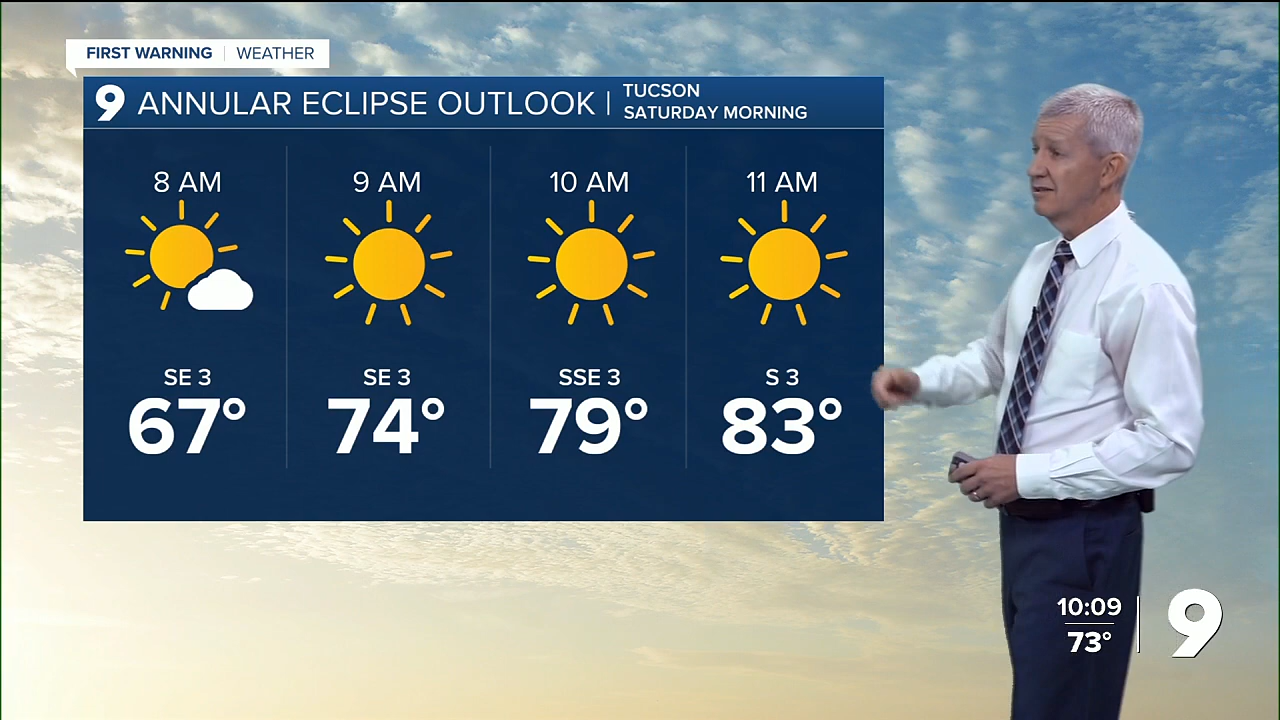 FIRST WARNING | WEATHER
9 ANNULAR ECLIPSE OUTLOOK |
TUCSON
SATURDAY MORNING
8 AM
9 AM
10 AM
11 AM
SE 3
SE 3
SSE 3
S 3
67°
74°
79°
83°
10:09
73°
9